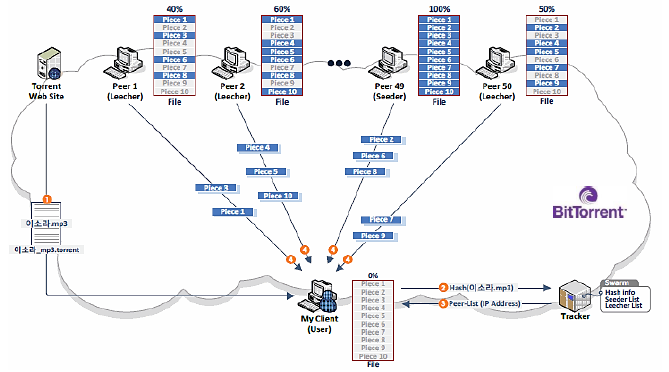 40%
60%
100%
50%
Piece 1
Piece 2
Piece 3
Piece 4
Piece 5
Piece 6
Piece 7
Piece 8
Piece 9
Piece 10
File
Piece 1
Piece 2
Piece 3
Piece 4
Piece 5
Piece 6
Piece 7
Piece 8
Piece 9
Piece 10
File
Piece 1
Piece 2
Piece 3
Piece 4
Piece 5
Piece 6
Piece 7
Piece 8
Piece 9
Piece 10
File
Piece 1
Piece 2
Piece 3
Piece 4
Piece 5
Piece 6
Piece 7
Piece 8
Piece 9
Piece 10
File
Torrent
Web Site
Peer 1
(Leecher)
Peer 2
(Leecher)
Peer 49
(Seeder)
Peer 50
(Leecher)
Piece 4
Piece 5
Piece 10
Piece 3
Piece 1
Piece 2
Piece 6
Piece 8
Piece 7
Piece 9
1
이소라.mp3
이소라_mp3.torrent
BitTorrent™
4
4
4
4
My Client
(User)
0%
Piece 1
Piece 2
Piece 3
Piece 4
Piece 5
Piece 6
Piece 7
Piece 8
Piece 9
Piece 10
File
2 Hash(이소라.mp3)
3 Peer-List (IP Address)
Tracker
Swarm
Hash Info
Seeder List
Leecher List